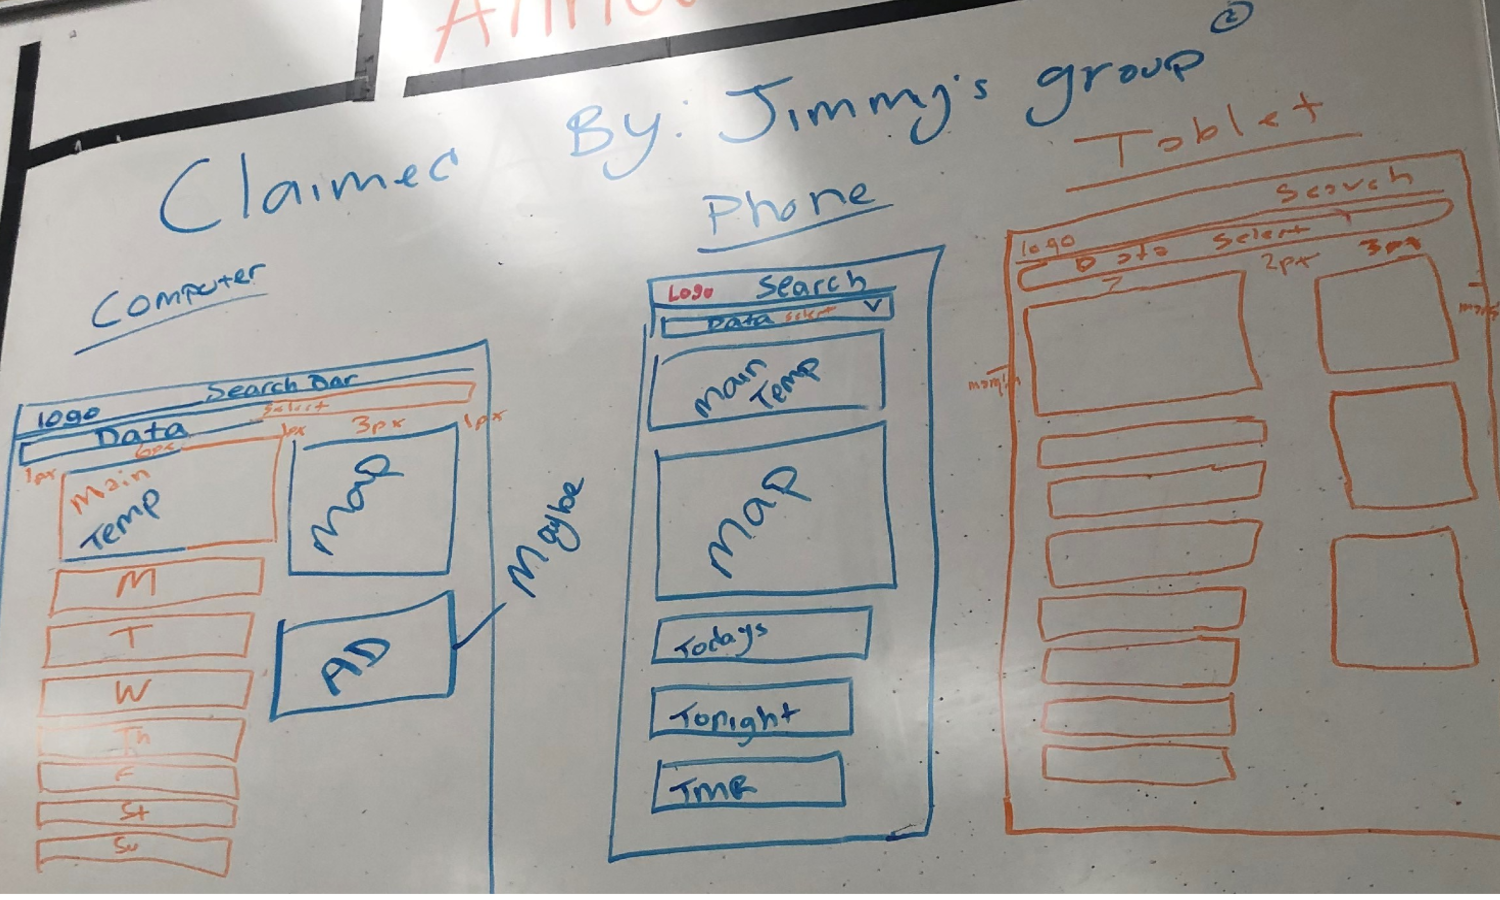 Claimed By: Jimmy's group 2
Computer
logo Search Bar
Data Select
1px 6px 1px 3px 1px
Main
Temp
Map
M
T
W
Th
F
St
Su
AD
Maybe
Phone
Logo Search
Data Select V
Main
Temp
Map
Todays
Tonight
TMR
Tablet
logo Search
Data Select
2px 3px
margin